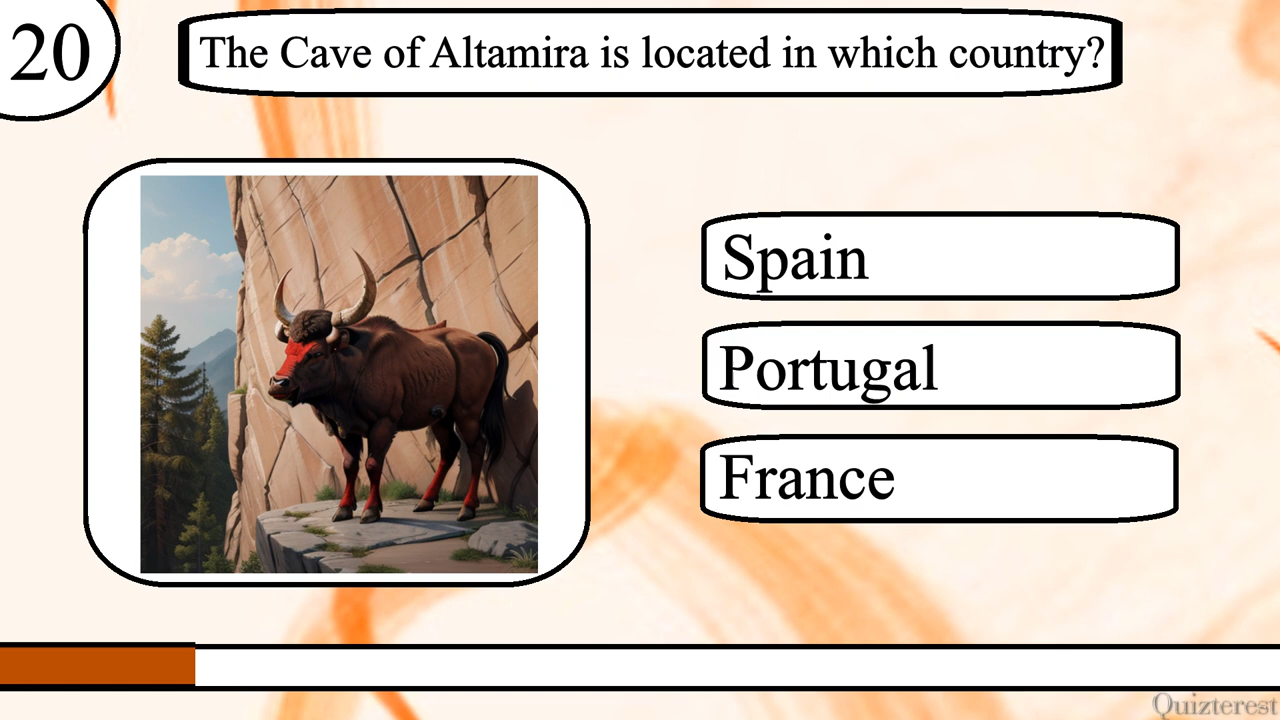 20
The Cave of Altamira is located in which country?
Spain
Portugal
France
Quizterest